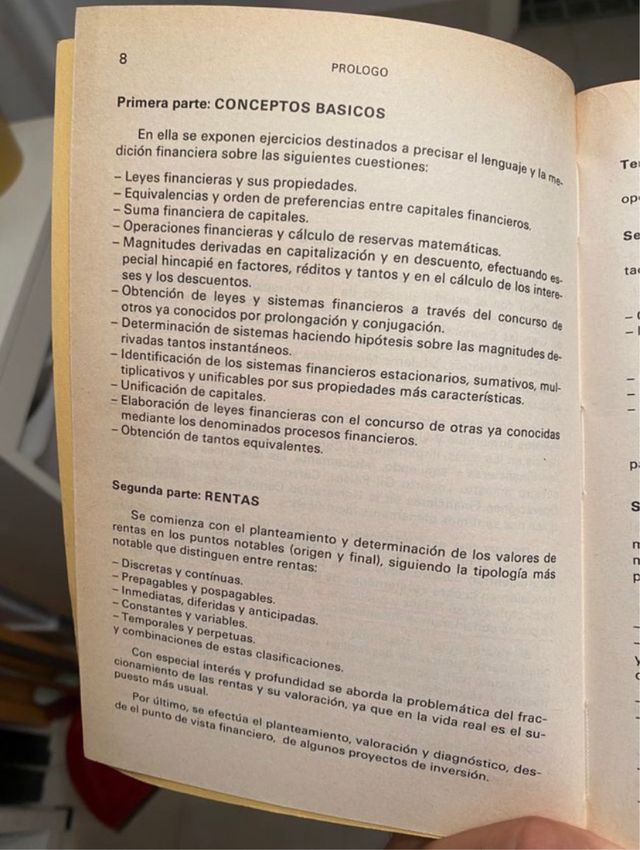 8
PROLOGO
Primera parte: CONCEPTOS BASICOS
En ella se exponen ejercicios destinados a precisar el lenguaje y la me-
dición financiera sobre las siguientes cuestiones:
– Leyes financieras y sus propiedades.
– Equivalencias y orden de preferencias entre capitales financieros.
– Suma financiera de capitales.
– Operaciones financieras y cálculo de reservas matemáticas.
– Magnitudes derivadas en capitalización y en descuento, efectuando es-
pecial hincapié en factores, réditos y tantos y en el cálculo de los intere-
ses y los descuentos.
– Obtención de leyes y sistemas financieros a través del concurso de
otros ya conocidos por prolongación y conjugación.
– Determinación de sistemas haciendo hipótesis sobre las magnitudes de-
rivadas tantos instantáneos.
– Identificación de los sistemas financieros estacionarios, sumativos, mul-
tiplicativos y unificables por sus propiedades más características.
– Unificación de capitales.
– Elaboración de leyes financieras con el concurso de otras ya conocidas
mediante los denominados procesos financieros.
– Obtención de tantos equivalentes.
Segunda parte: RENTAS
Se comienza con el planteamiento y determinación de los valores de
rentas en los puntos notables (origen y final), siguiendo la tipología más
notable que distinguen entre rentas:
– Discretas y contínuas.
– Prepagables y pospagables.
– Inmediatas, diferidas y anticipadas.
– Constantes y variables.
– Temporales y perpetuas.
y combinaciones de estas clasificaciones.
Con especial interés y profundidid se aborda la problemática del frac-
cionamiento de las rentas y su valoración, ya que en la vida real es el su-
puesto más usual.
Por último, se efectúa el planteamiento, valoración y diagnóstico, des-
de el punto de vista financiero, de algunos proyectos de inversión.